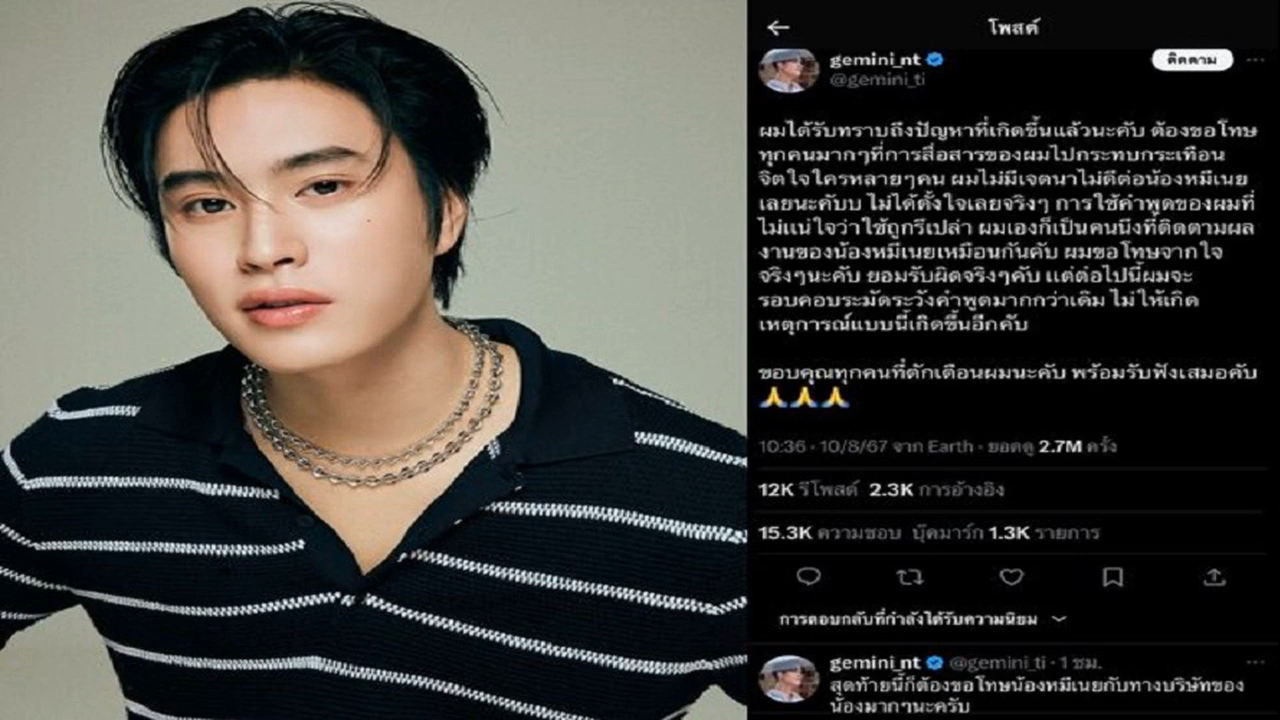 โพสต์
gemini_nt
ติดตาม
@gemini_ti
ผมได้รับทราบถึงปัญหาที่เกิดขึ้นแล้วนะคับ ต้องขอโทษ
ทุกคนมากๆที่การสื่อสารของผมไปกระทบกระเทือน
จิตใจใครหลายๆคน ผมไม่มีเจตนาไม่ดีต่อน้องหมีเนย
เลยนะคับบ ไม่ได้ตั้งใจเลยจริงๆ การใช้คำพูดของผมที่
ไม่แน่ใจว่าใช้ถูกรึเปล่า ผมเองก็เป็นคนนึงที่ติดตามผล
งานของน้องหมีเนยเหมือนกันคับ ผมขอโทษจากใจ
จริงๆนะคับ ยอมรับผิดจริงๆคับ แต่ต่อไปนี้ผมจะ
รอบคอบระมัดระวังคำพูดมากกว่าเดิม ไม่ให้เกิด
เหตุการณ์แบบนี้เกิดขึ้นอีกคับ
ขอบคุณทุกคนที่ตักเตือนผมนะคับ พร้อมรับฟังเสมอคับ
🙏🙏🙏
10:36 · 10/8/67 จาก Earth · ยอดดู 2.7M ครั้ง
12K รีโพสต์ 2.3K การอ้างอิง
15.3K ความชอบ บุ๊คมาร์ก 1.3K รายการ
การตอบกลับที่กำลังได้รับความนิยม
gemini_nt @gemini_ti · 1 ชม.
สุดท้ายนี้ก็ต้องขอโทษน้องหมีเนยกับทางบริษัทของ
น้องมากๆนะครับ